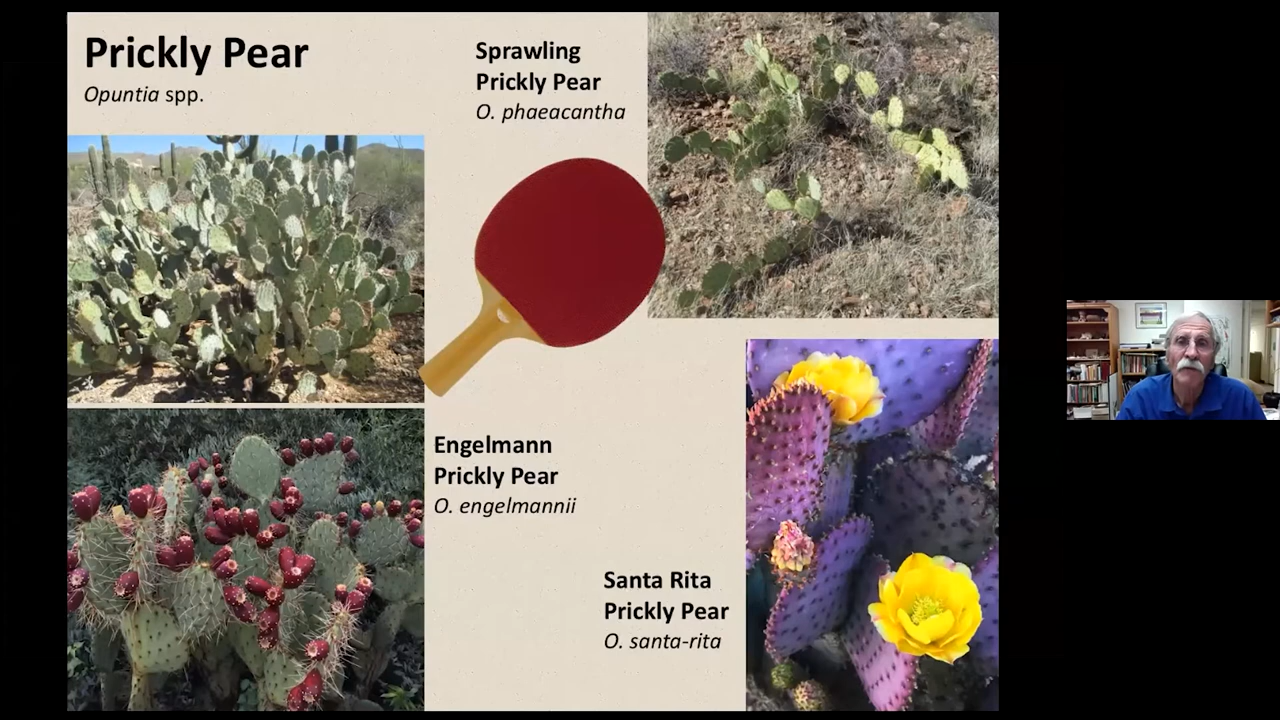 Prickly Pear
Opuntia spp.
Sprawling
Prickly Pear
O. phaeacantha
Engelmann
Prickly Pear
O. engelmannii
Santa Rita
Prickly Pear
O. santa-rita